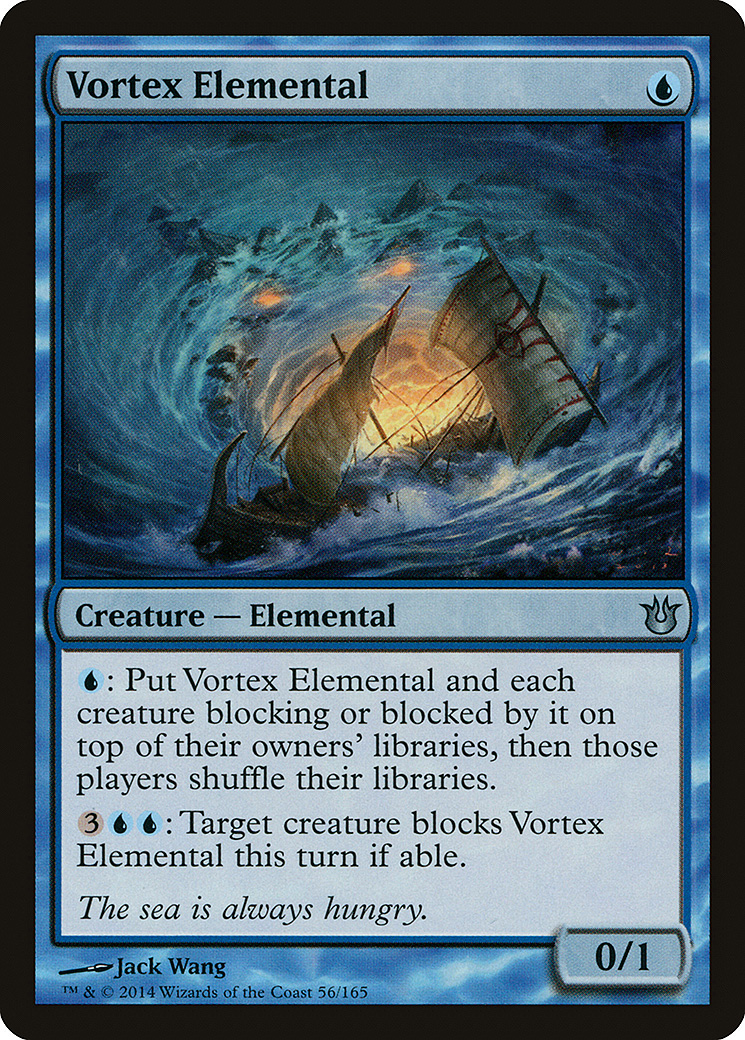 Vortex Elemental
Creature — Elemental
: Put Vortex Elemental and each
creature blocking or blocked by it on
top of their owners' libraries, then those
players shuffle their libraries.
3: Target creature blocks Vortex
Elemental this turn if able.
The sea is always hungry.
0/1
Jack Wang
™ & © 2014 Wizards of the Coast 56/165